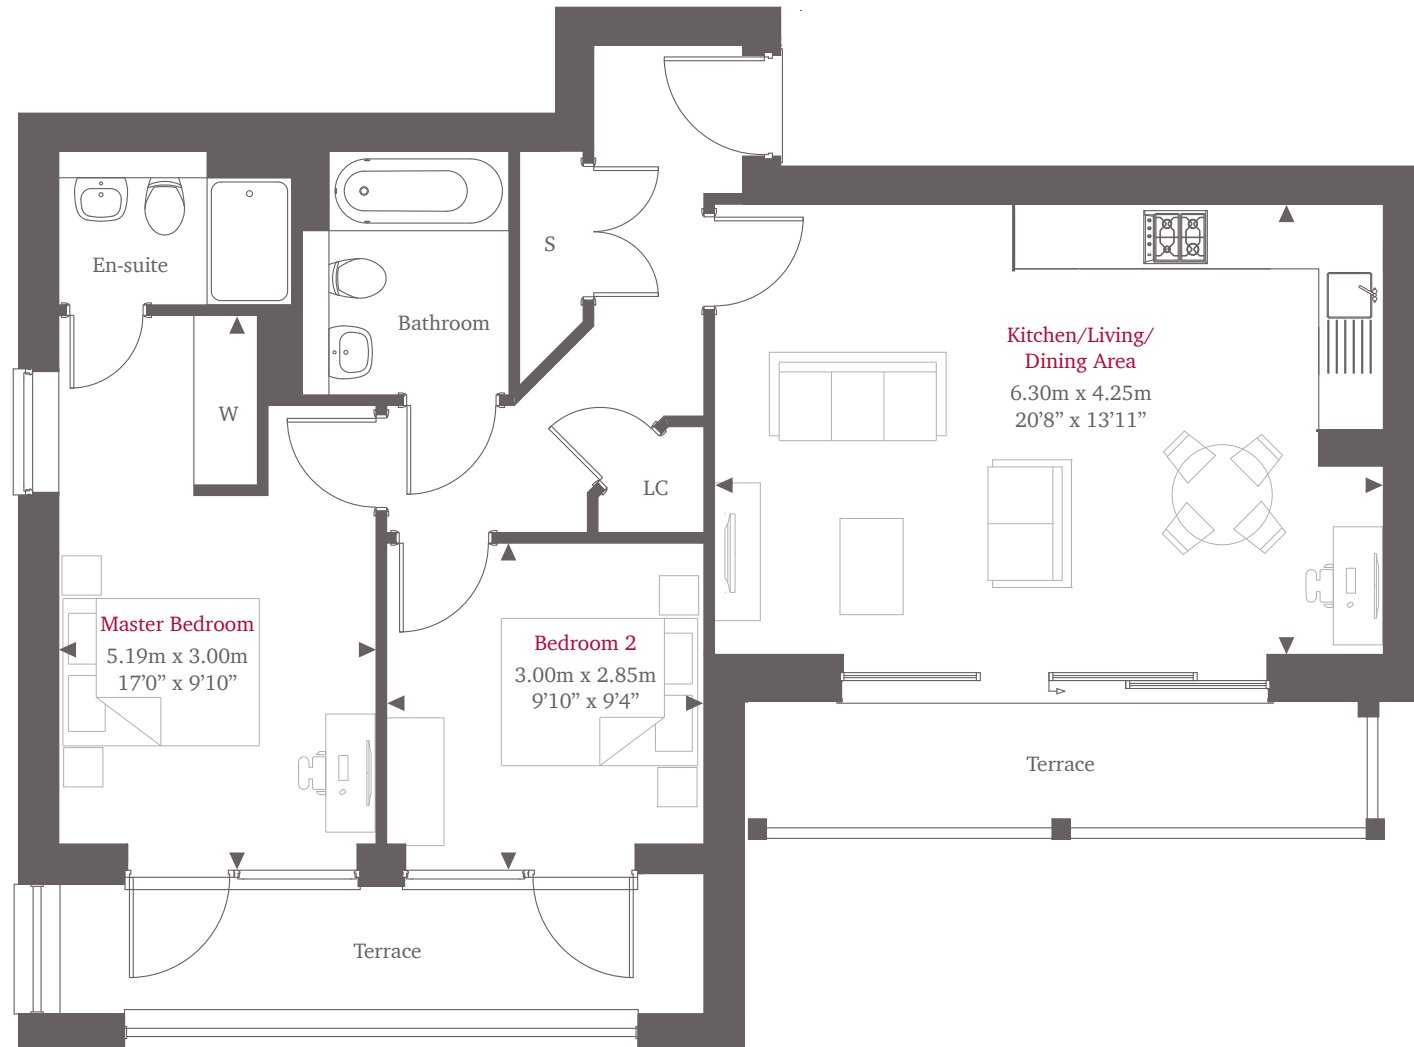 En-suite
S
Bathroom
W
LC
Kitchen/Living/
Dining Area
6.30m x 4.25m
20’8” x 13’11”
Master Bedroom
5.19m x 3.00m
17’0” x 9’10”
Bedroom 2
3.00m x 2.85m
9’10” x 9’4”
Terrace
Terrace